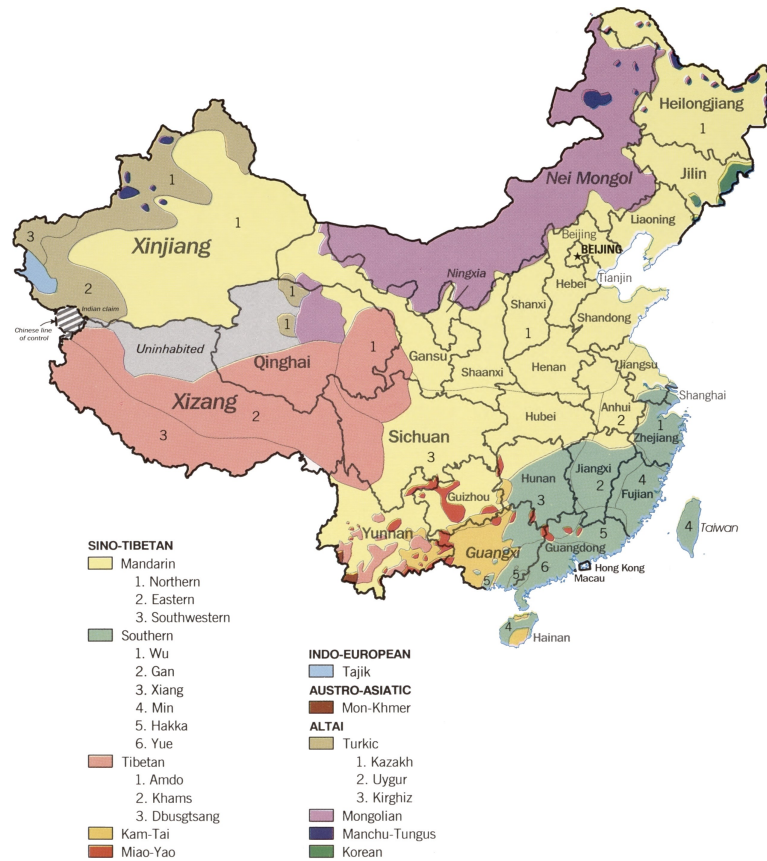 Heilongjiang
1
Jilin
Nei Mongol
Liaoning
1
1
Beijing
BEIJING
Xinjiang
3
Tianjin
Ningxia
Hebei
2
1
Shanxi
Indian claim
Shandong
Chinese line
of control
1
1
Uninhabited
1
Gansu
Qinghai
Shaanxi
Henan
Jiangsu
Xizang
Shanghai
2
Anhui
Hubei
2
1
3
Sichuan
Zhejiang
3
Jiangxi
Hunan
4
2
Guizhou
Fujian
3
4
Taiwan
Yunnan
5
Guangxi
Guangdong
6
Hong Kong
5
5
Macau
4
Hainan
SINO-TIBETAN
Mandarin
1. Northern
2. Eastern
3. Southwestern
Southern
1. Wu
2. Gan
3. Xiang
4. Min
5. Hakka
6. Yue
Tibetan
1. Amdo
2. Khams
3. Dbusgtsang
Kam-Tai
Miao-Yao
INDO-EUROPEAN
Tajik
AUSTRO-ASIATIC
Mon-Khmer
ALTAI
Turkic
1. Kazakh
2. Uygur
3. Kirghiz
Mongolian
Manchu-Tungus
Korean